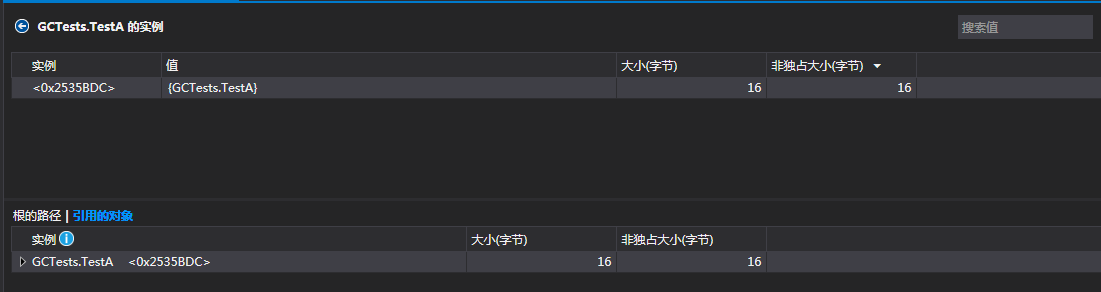 GCTests.TestA 的实例
搜索值
实例 值 大小(字节) 非独占大小(字节)
<0x2535BDC> {GCTests.TestA} 16 16
根的路径 | 引用的对象
实例 大小(字节) 非独占大小(字节)
GCTests.TestA <0x2535BDC> 16 16